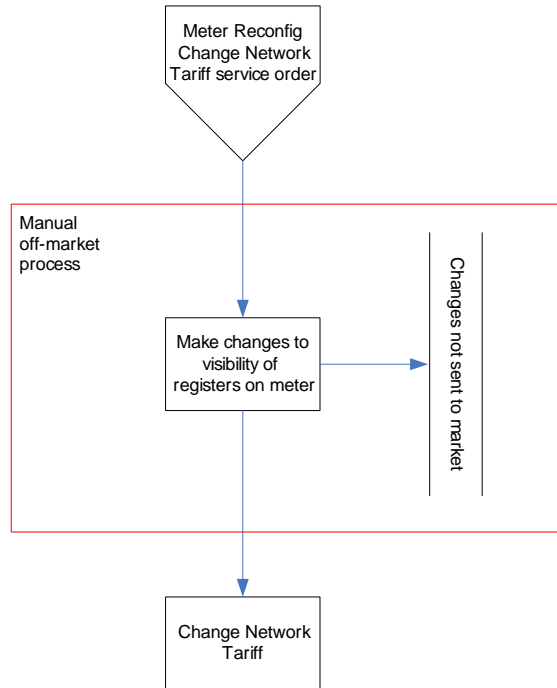 Meter Reconfig
Change Network
Tariff service order
Manual
off-market
process
Make changes to
visibility of
registers on meter
Changes not sent to market
Change Network
Tariff